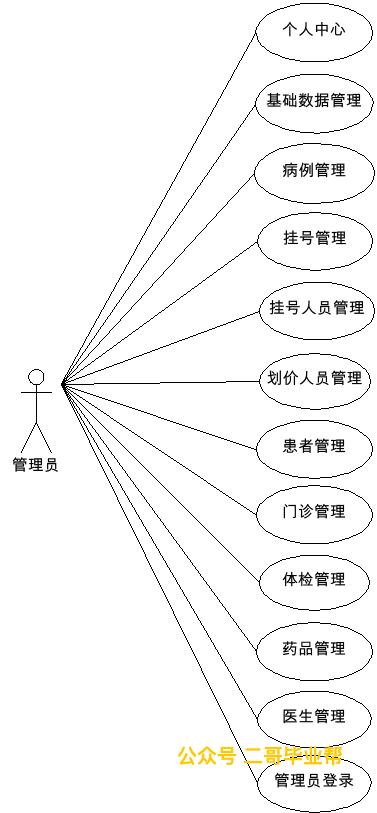 个人中心
基础数据管理
病例管理
挂号管理
挂号人员管理
划价人员管理
管理员
患者管理
门诊管理
体检管理
药品管理
医生管理
公众号 二哥毕业帮
管理员登录